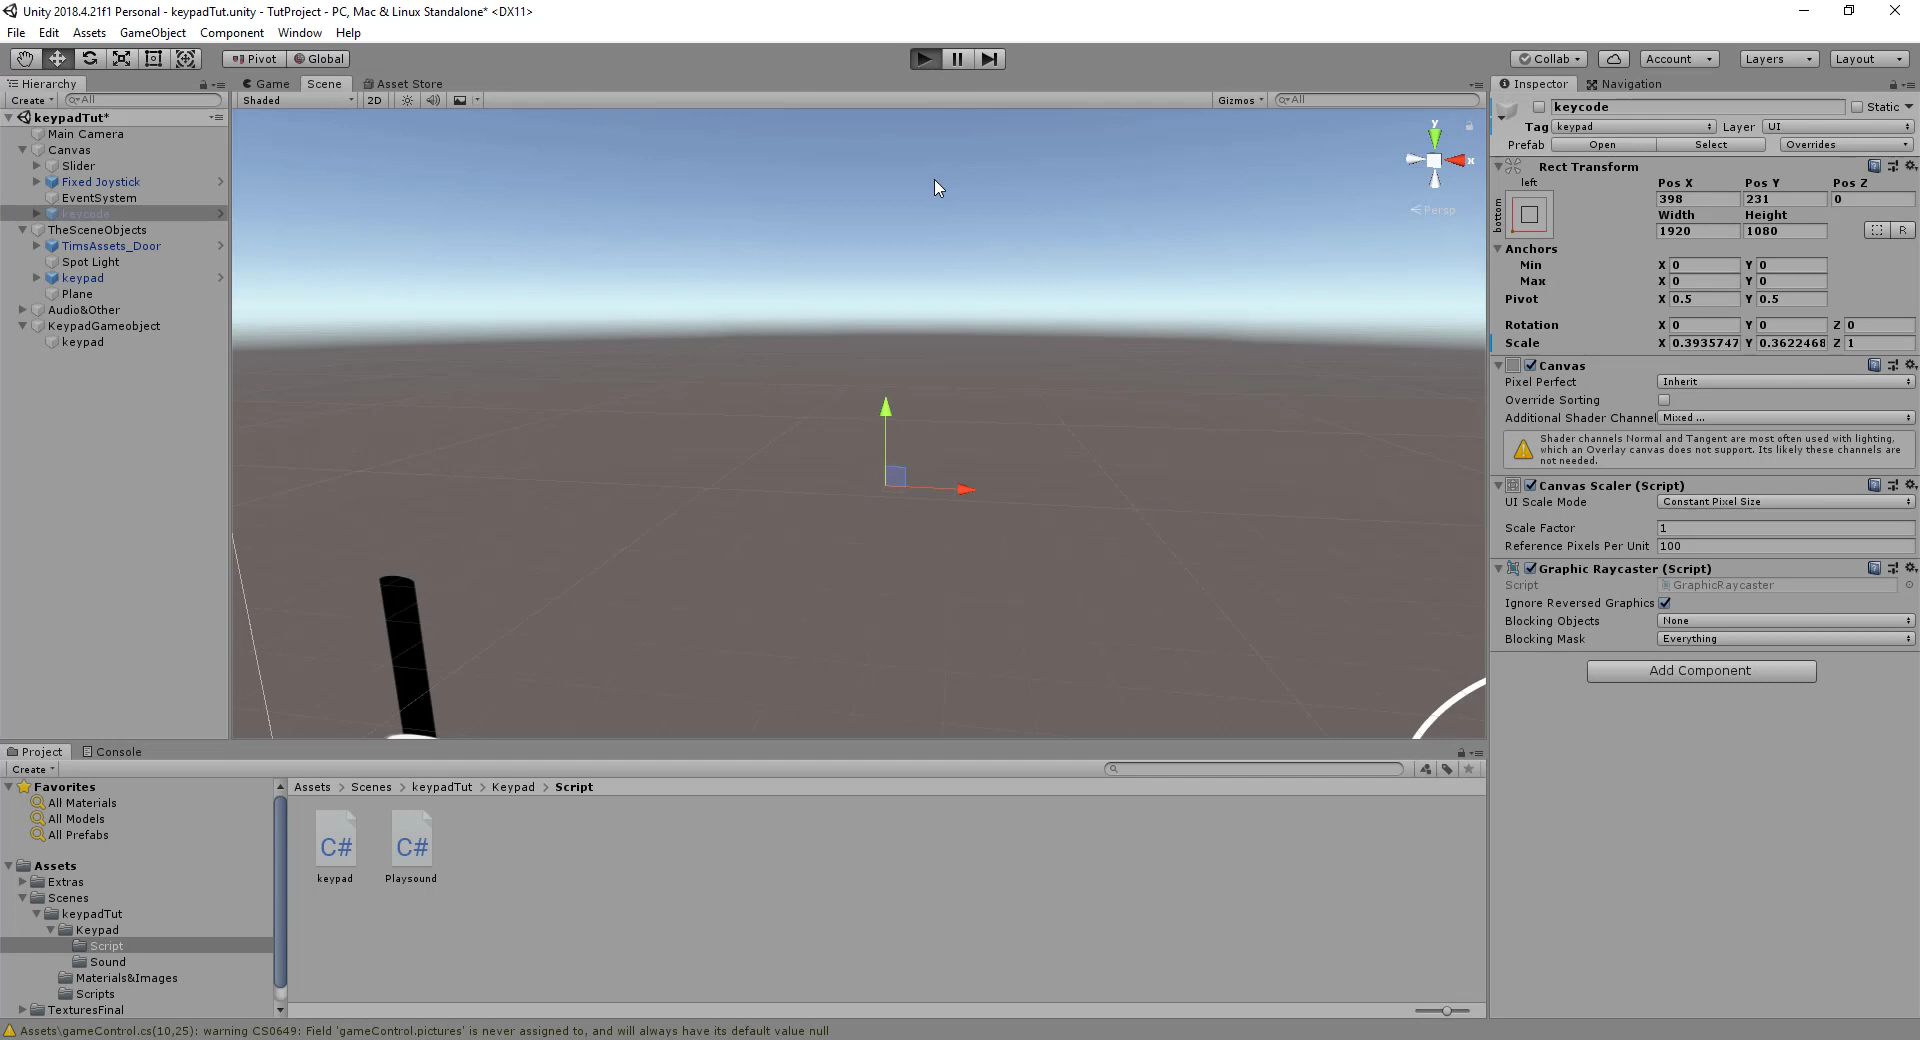 Unity 2018.4.21f1 Personal - keypadTut.unity - TutProject - PC, Mac & Linux Standalone* <DX11>
File Edit Assets GameObject Component Window Help
Pivot Global Collab Account Layers Layout
Hierarchy
Create All
keypadTut*
Main Camera
Canvas
Slider
Fixed Joystick
EventSystem
keycode
TheSceneObjects
TimsAssets_Door
Spot Light
keypad
Plane
Audio&Other
KeypadGameobject
keypad
Game Scene Asset Store
Shaded 2D Gizmos All
y
x
Persp
Inspector Navigation
keycode Static
Tag keypad Layer UI
Prefab Open Select Overrides
Rect Transform
left Pos X Pos Y Pos Z
398 231 0
bottom Width Height
1920 1080 R
Anchors
Min X 0 Y 0
Max X 0 Y 0
Pivot X 0.5 Y 0.5
Rotation X 0 Y 0 Z 0
Scale X 0.3935747 Y 0.3622468 Z 1
Canvas
Pixel Perfect Inherit
Override Sorting
Additional Shader Channel Mixed ...
Shader channels Normal and Tangent are most often used with lighting,
which an Overlay canvas does not support. Its likely these channels are
not needed.
Canvas Scaler (Script)
UI Scale Mode Constant Pixel Size
Scale Factor 1
Reference Pixels Per Unit 100
Graphic Raycaster (Script)
Script GraphicRaycaster
Ignore Reversed Graphics
Blocking Objects None
Blocking Mask Everything
Add Component
Project Console
Create
Favorites
All Materials
All Models
All Prefabs
Assets
Extras
Scenes
keypadTut
Keypad
Script
Sound
Materials&Images
Scripts
TexturesFinal
Assets Scenes keypadTut Keypad Script
C# C#
keypad Playsound
Assets\gameControl.cs(10,25): warning CS0649: Field 'gameControl.pictures' is never assigned to, and will always have its default value null